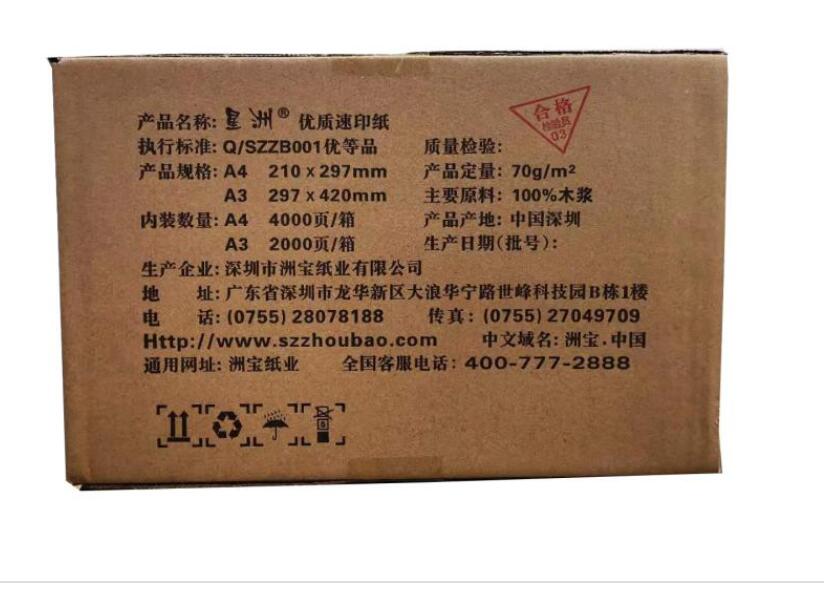 产品名称: 星洲® 优质速印纸
执行标准: Q/SZZB001优等品 质量检验:
合格
检验员
03
产品规格: A4 210 x 297mm 产品定量: 70g/m²
A3 297 x 420mm 主要原料: 100%木浆
内装数量: A4 4000页/箱 产品产地: 中国深圳
A3 2000页/箱 生产日期(批号):
生产企业: 深圳市洲宝纸业有限公司
地 址: 广东省深圳市龙华新区大浪华宁路世峰科技园B栋1楼
电 话: (0755) 28078188 传真: (0755) 27049709
Http://www.szzhoubao.com 中文域名: 洲宝.中国
通用网址: 洲宝纸业 全国客服电话: 400-777-2888